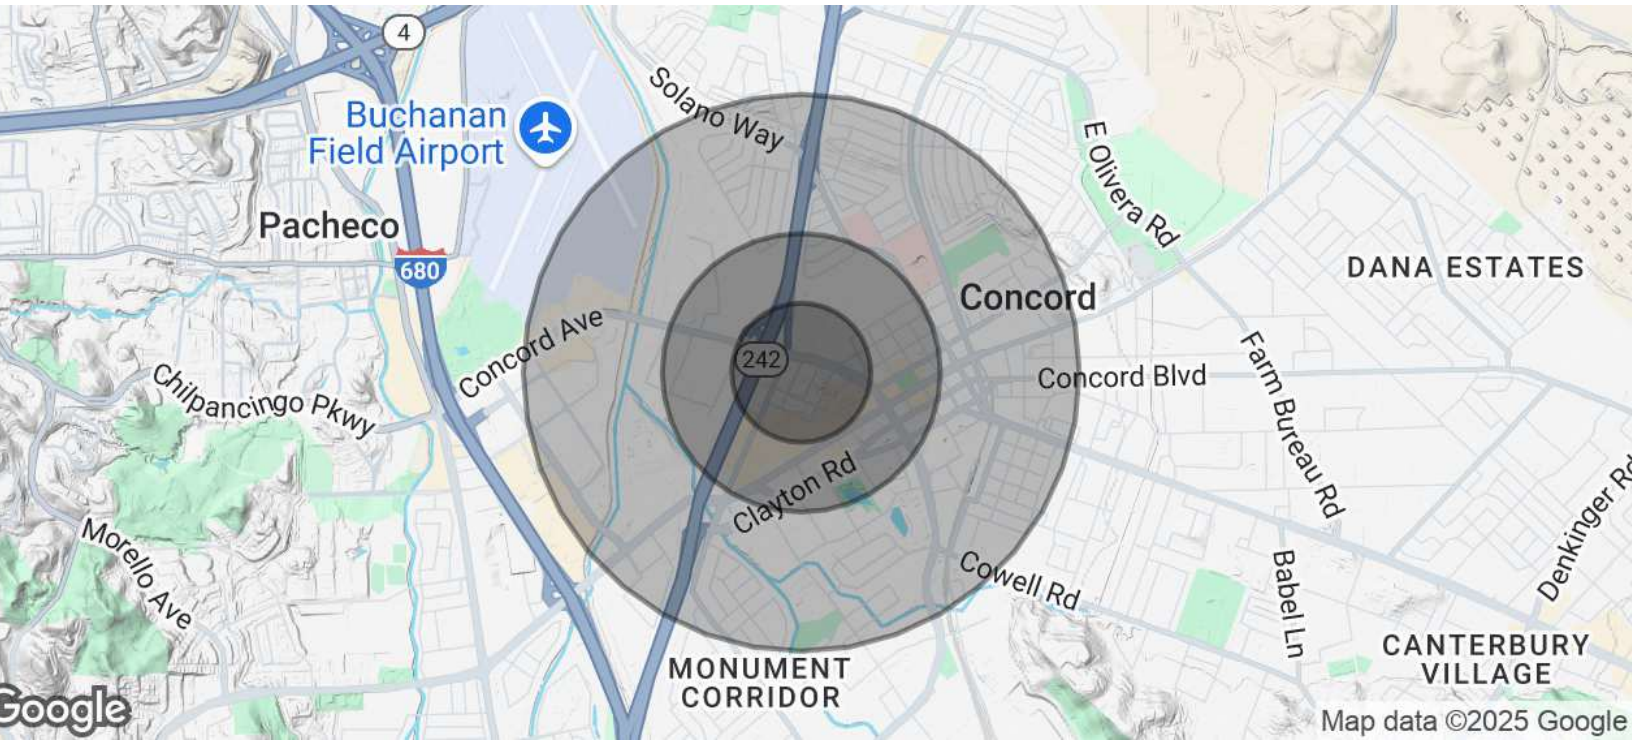 4
Solano Way
Buchanan
Field Airport
E Olivera Rd
Pacheco
680
DANA ESTATES
Concord
Concord Ave
242
Concord Blvd
Chilpancingo Pkwy
Farm Bureau Rd
Clayton Rd
Denkinger Rd
Morello Ave
Cowell Rd
Babel Ln
CANTERBURY
VILLAGE
MONUMENT
CORRIDOR
Google
Map data ©2025 Google